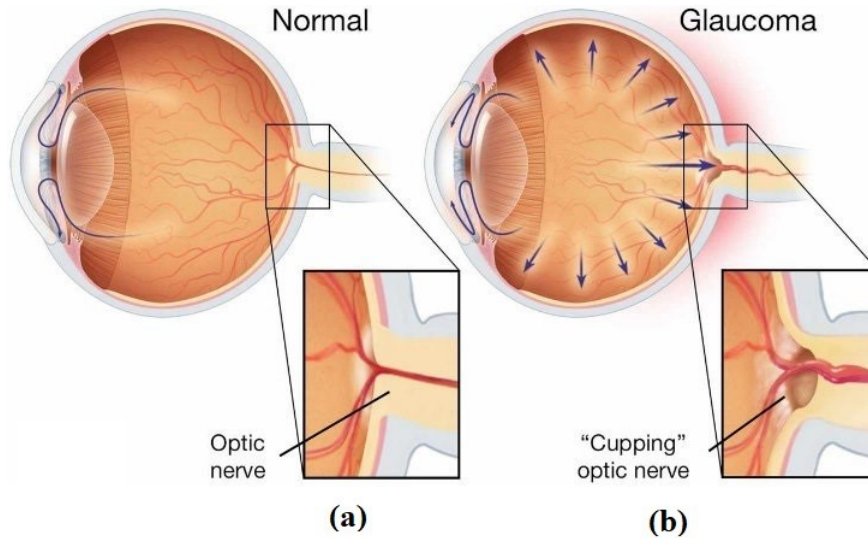 Normal
Glaucoma
Optic
nerve
"Cupping"
optic nerve
(a)
(b)